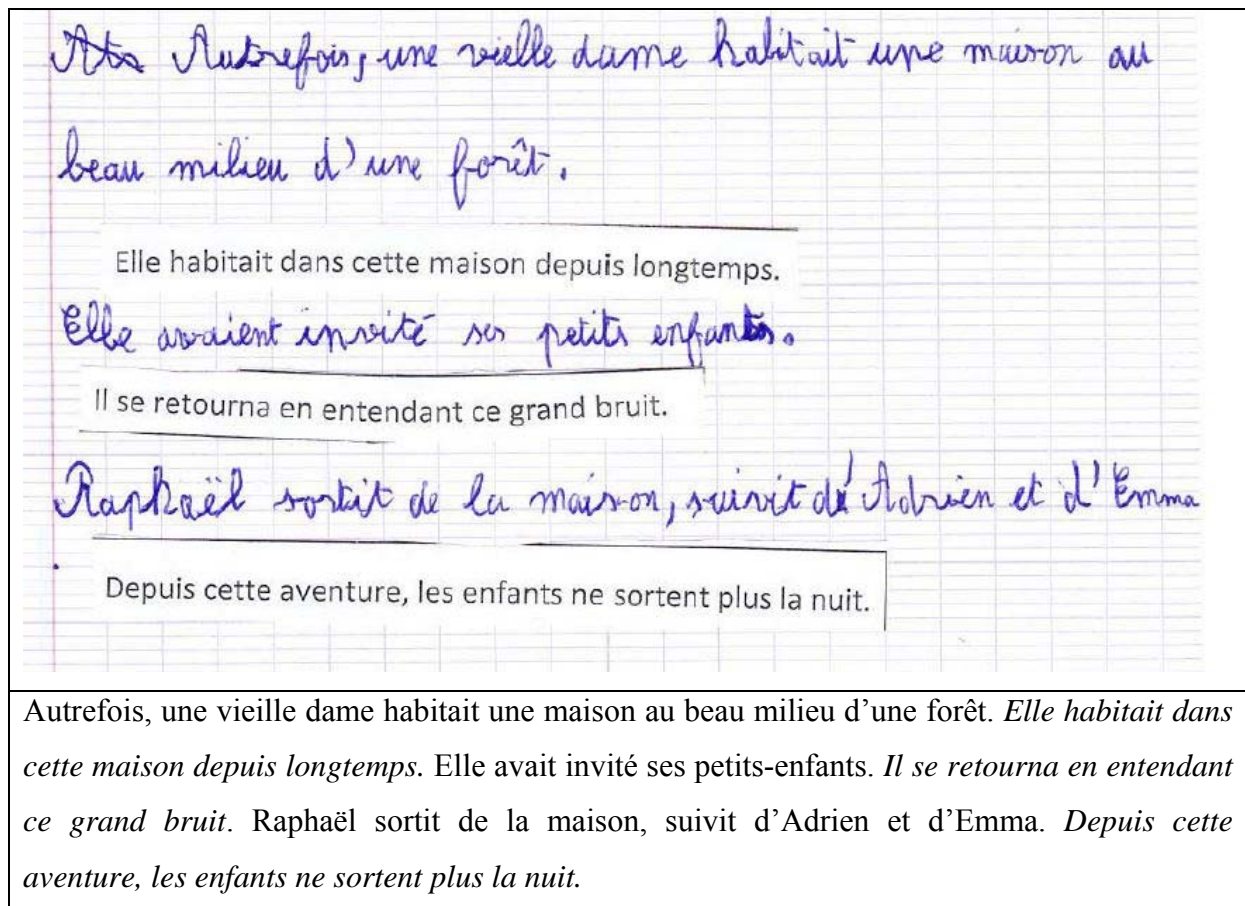 Ats Autrefois, une vielle dame habitait une maison au
beau milieu d'une forêt.
Elle habitait dans cette maison depuis longtemps.
Elle avaient invité ses petits enfants.
Il se retourna en entendant ce grand bruit.
Raphaël sortit de la maison, suivit d'Adrien et d'Emma
.
Depuis cette aventure, les enfants ne sortent plus la nuit.
Autrefois, une vieille dame habitait une maison au beau milieu d'une forêt. Elle habitait dans
cette maison depuis longtemps. Elle avait invité ses petits-enfants. Il se retourna en entendant
ce grand bruit. Raphaël sortit de la maison, suivit d'Adrien et d'Emma. Depuis cette
aventure, les enfants ne sortent plus la nuit.